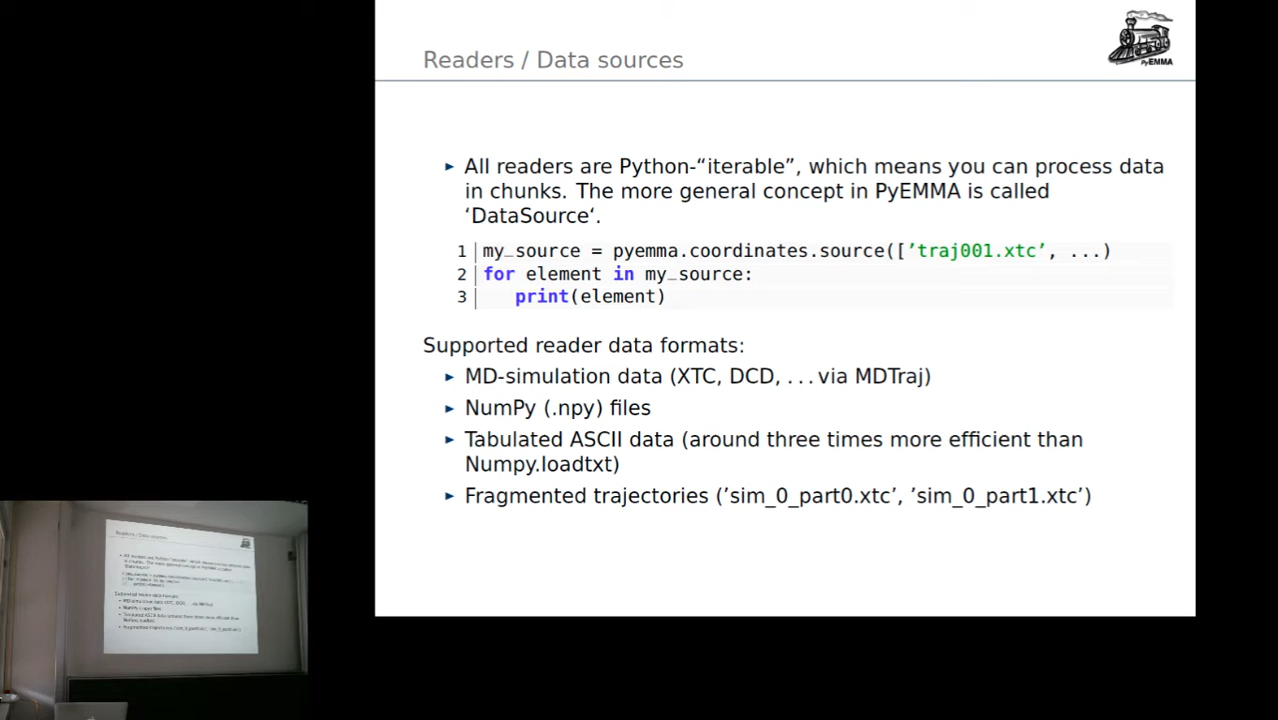 Readers / Data sources
PyEMMA
▸ All readers are Python-“iterable”, which means you can process data
in chunks. The more general concept in PyEMMA is called
‘DataSource‘.
1 my_source = pyemma.coordinates.source(['traj001.xtc', ...)
2 for element in my_source:
3 print(element)
Supported reader data formats:
▸ MD-simulation data (XTC, DCD, ... via MDTraj)
▸ NumPy (.npy) files
▸ Tabulated ASCII data (around three times more efficient than
Numpy.loadtxt)
▸ Fragmented trajectories (’sim_0_part0.xtc’, ’sim_0_part1.xtc’)